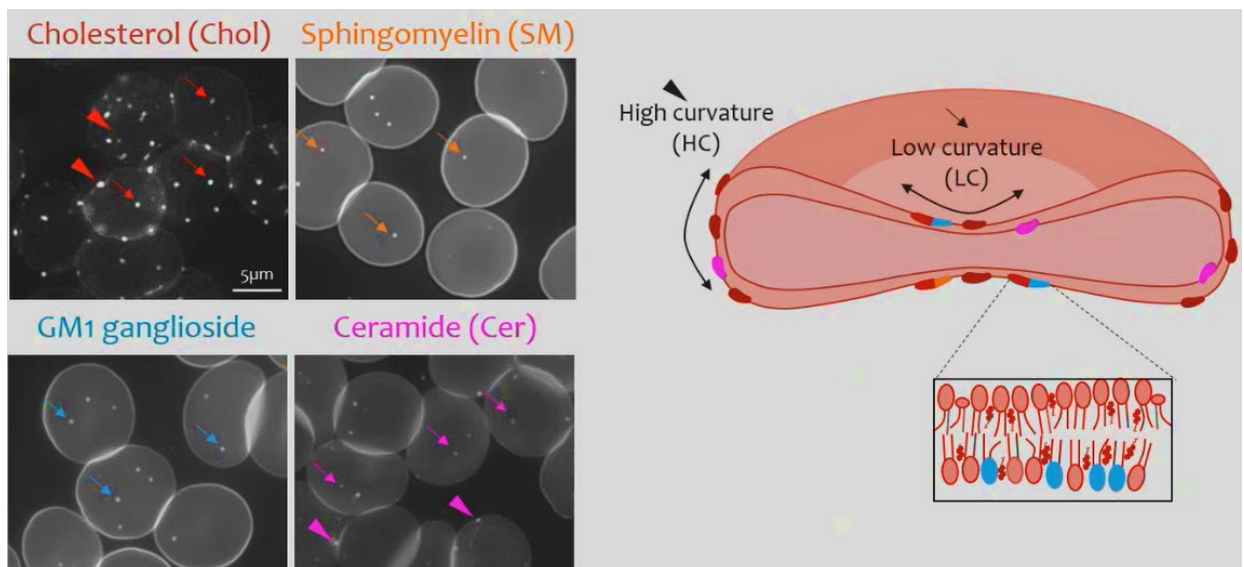 Cholesterol (Chol)
Sphingomyelin (SM)
5µm
GM1 ganglioside
Ceramide (Cer)
High curvature
(HC)
Low curvature
(LC)